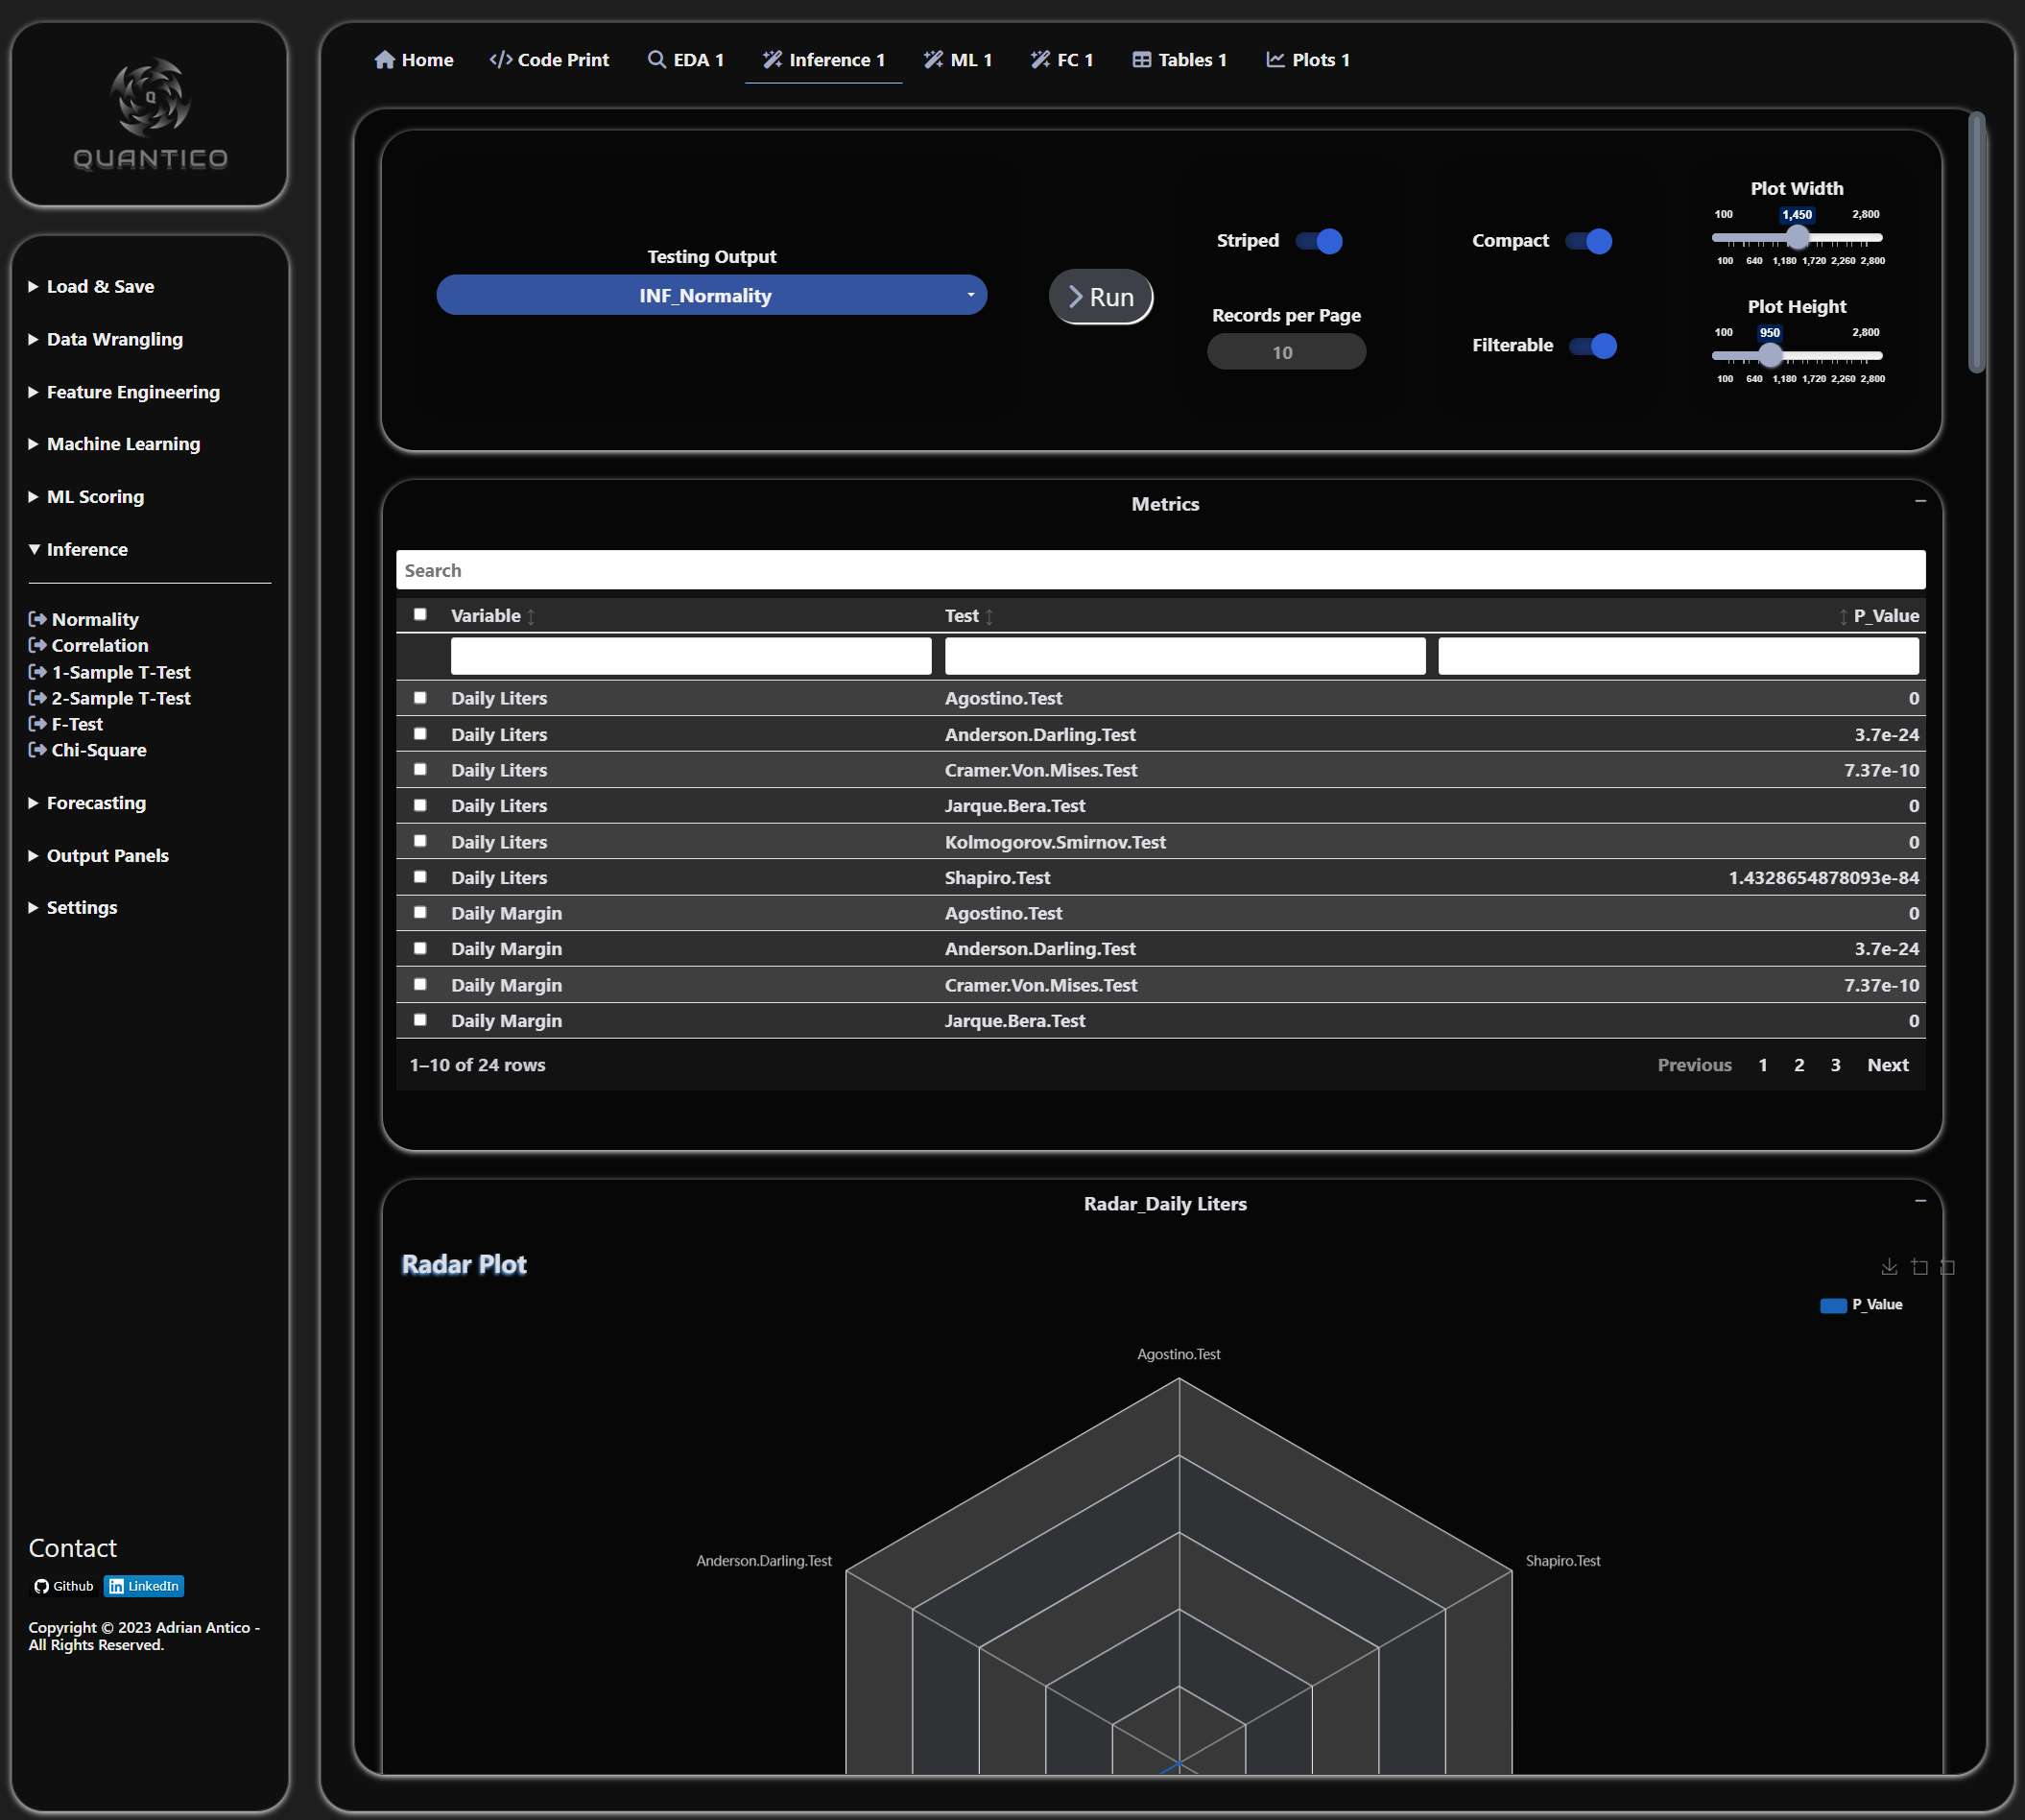 Q
QUANTICO
Load & Save
Data Wrangling
Feature Engineering
Machine Learning
ML Scoring
Inference
Normality
Correlation
1-Sample T-Test
2-Sample T-Test
F-Test
Chi-Square
Forecasting
Output Panels
Settings
Contact
Github LinkedIn
Copyright © 2023 Adrian Antico -
All Rights Reserved.
Home Code Print EDA 1 Inference 1 ML 1 FC 1 Tables 1 Plots 1
Testing Output
INF_Normality
Run
Striped
Records per Page
10
Compact
Filterable
Plot Width
100 1,450 2,800
100 640 1,180 1,720 2,260 2,800
Plot Height
100 950 2,800
100 640 1,180 1,720 2,260 2,800
Metrics
Search
Variable Test P_Value
Daily Liters Agostino.Test 0
Daily Liters Anderson.Darling.Test 3.7e-24
Daily Liters Cramer.Von.Mises.Test 7.37e-10
Daily Liters Jarque.Bera.Test 0
Daily Liters Kolmogorov.Smirnov.Test 0
Daily Liters Shapiro.Test 1.4328654878093e-84
Daily Margin Agostino.Test 0
Daily Margin Anderson.Darling.Test 3.7e-24
Daily Margin Cramer.Von.Mises.Test 7.37e-10
Daily Margin Jarque.Bera.Test 0
1–10 of 24 rows Previous 1 2 3 Next
Radar_Daily Liters
Radar Plot
P_Value
Agostino.Test
Anderson.Darling.Test Shapiro.Test